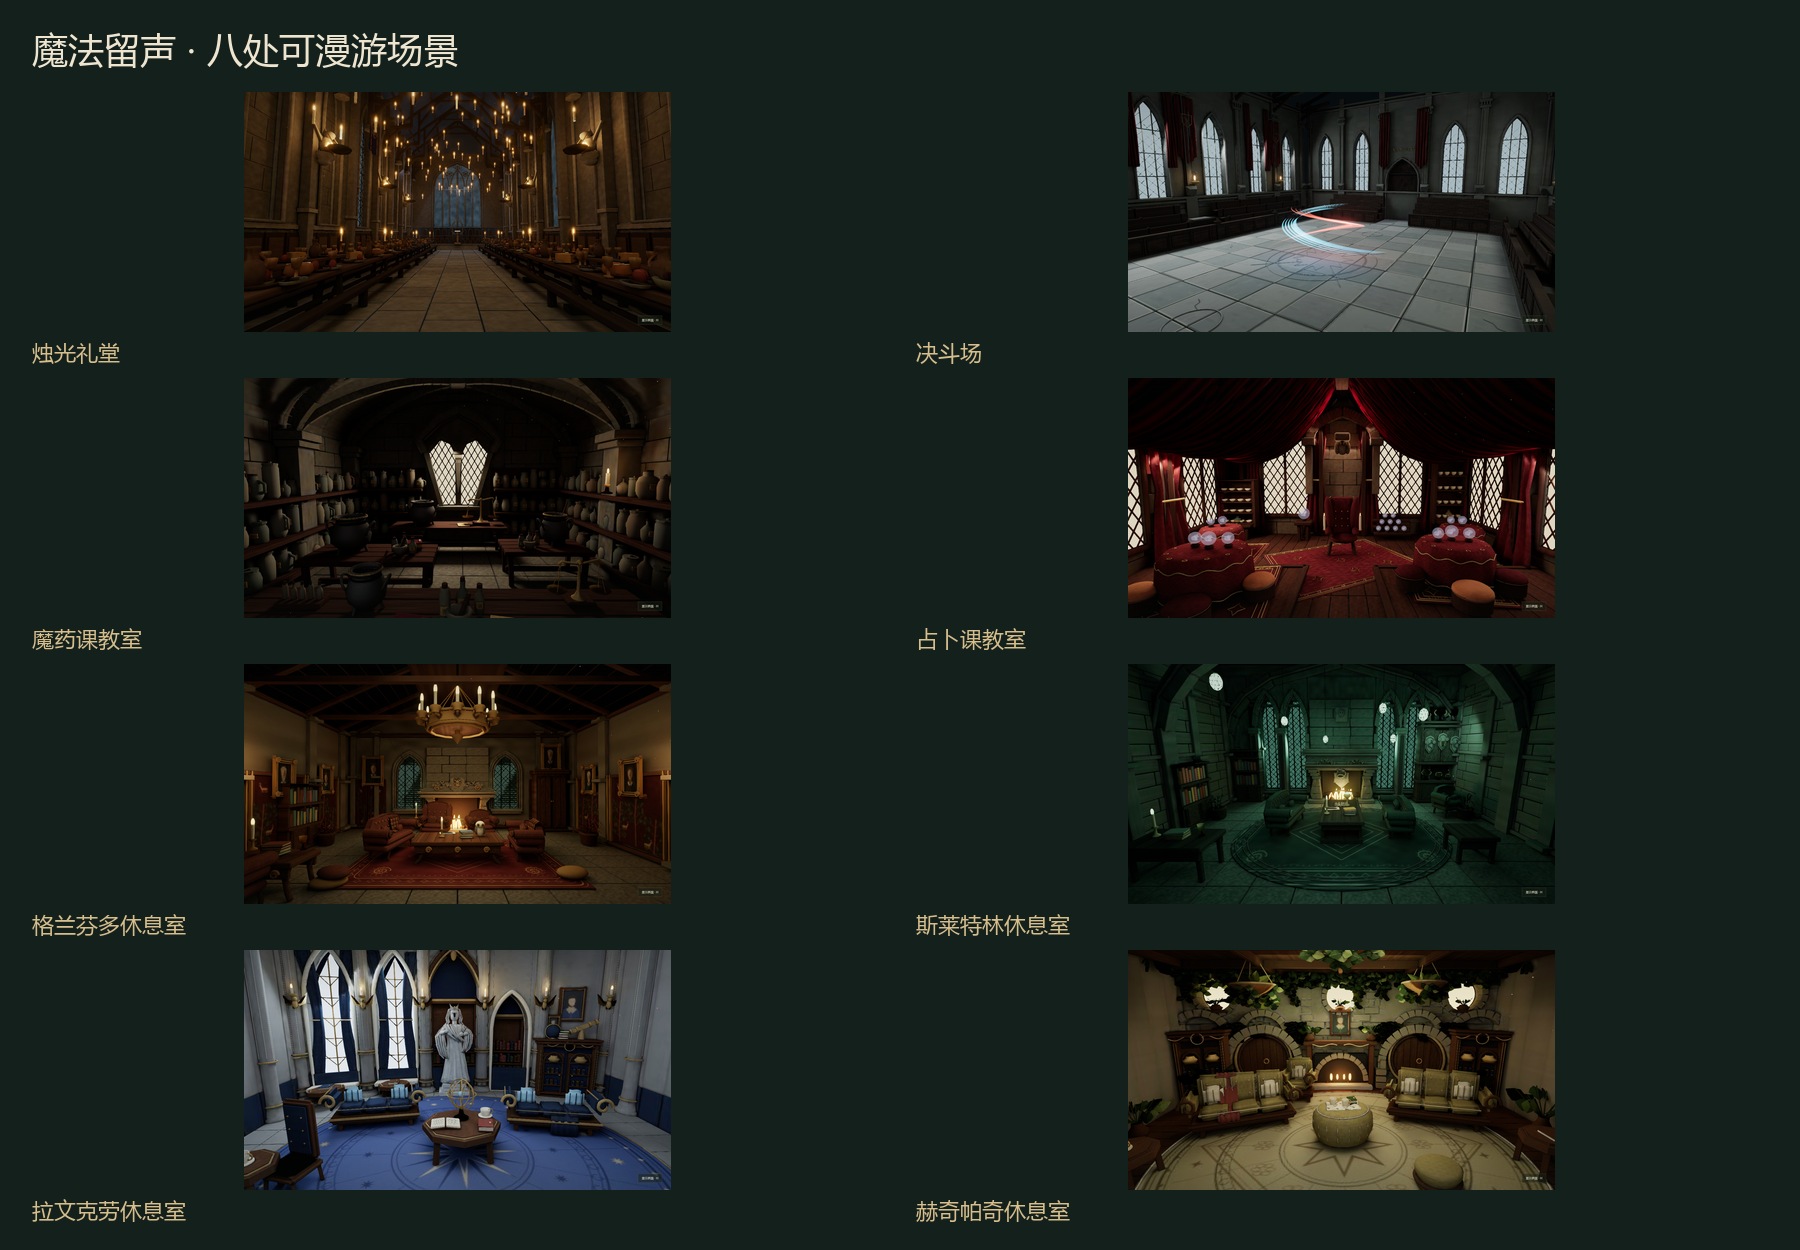 魔法留声 · 八处可漫游场景
烛光礼堂
决斗场
魔药课教室
占卜课教室
格兰芬多休息室
斯莱特林休息室
拉文克劳休息室
赫奇帕奇休息室